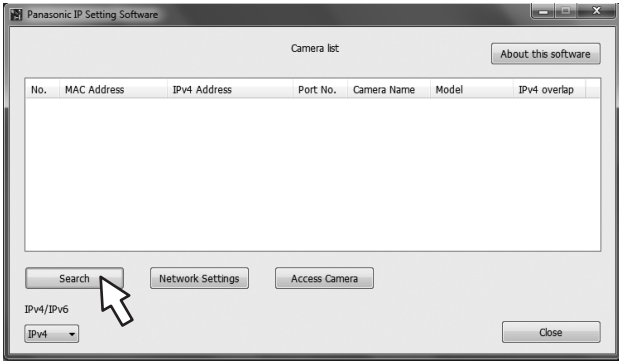 Panasonic IP Setting Software
Camera list
About this software
No. MAC Address IPv4 Address Port No. Camera Name Model IPv4 overlap
Search Network Settings Access Camera
IPv4/IPv6
IPv4 Close